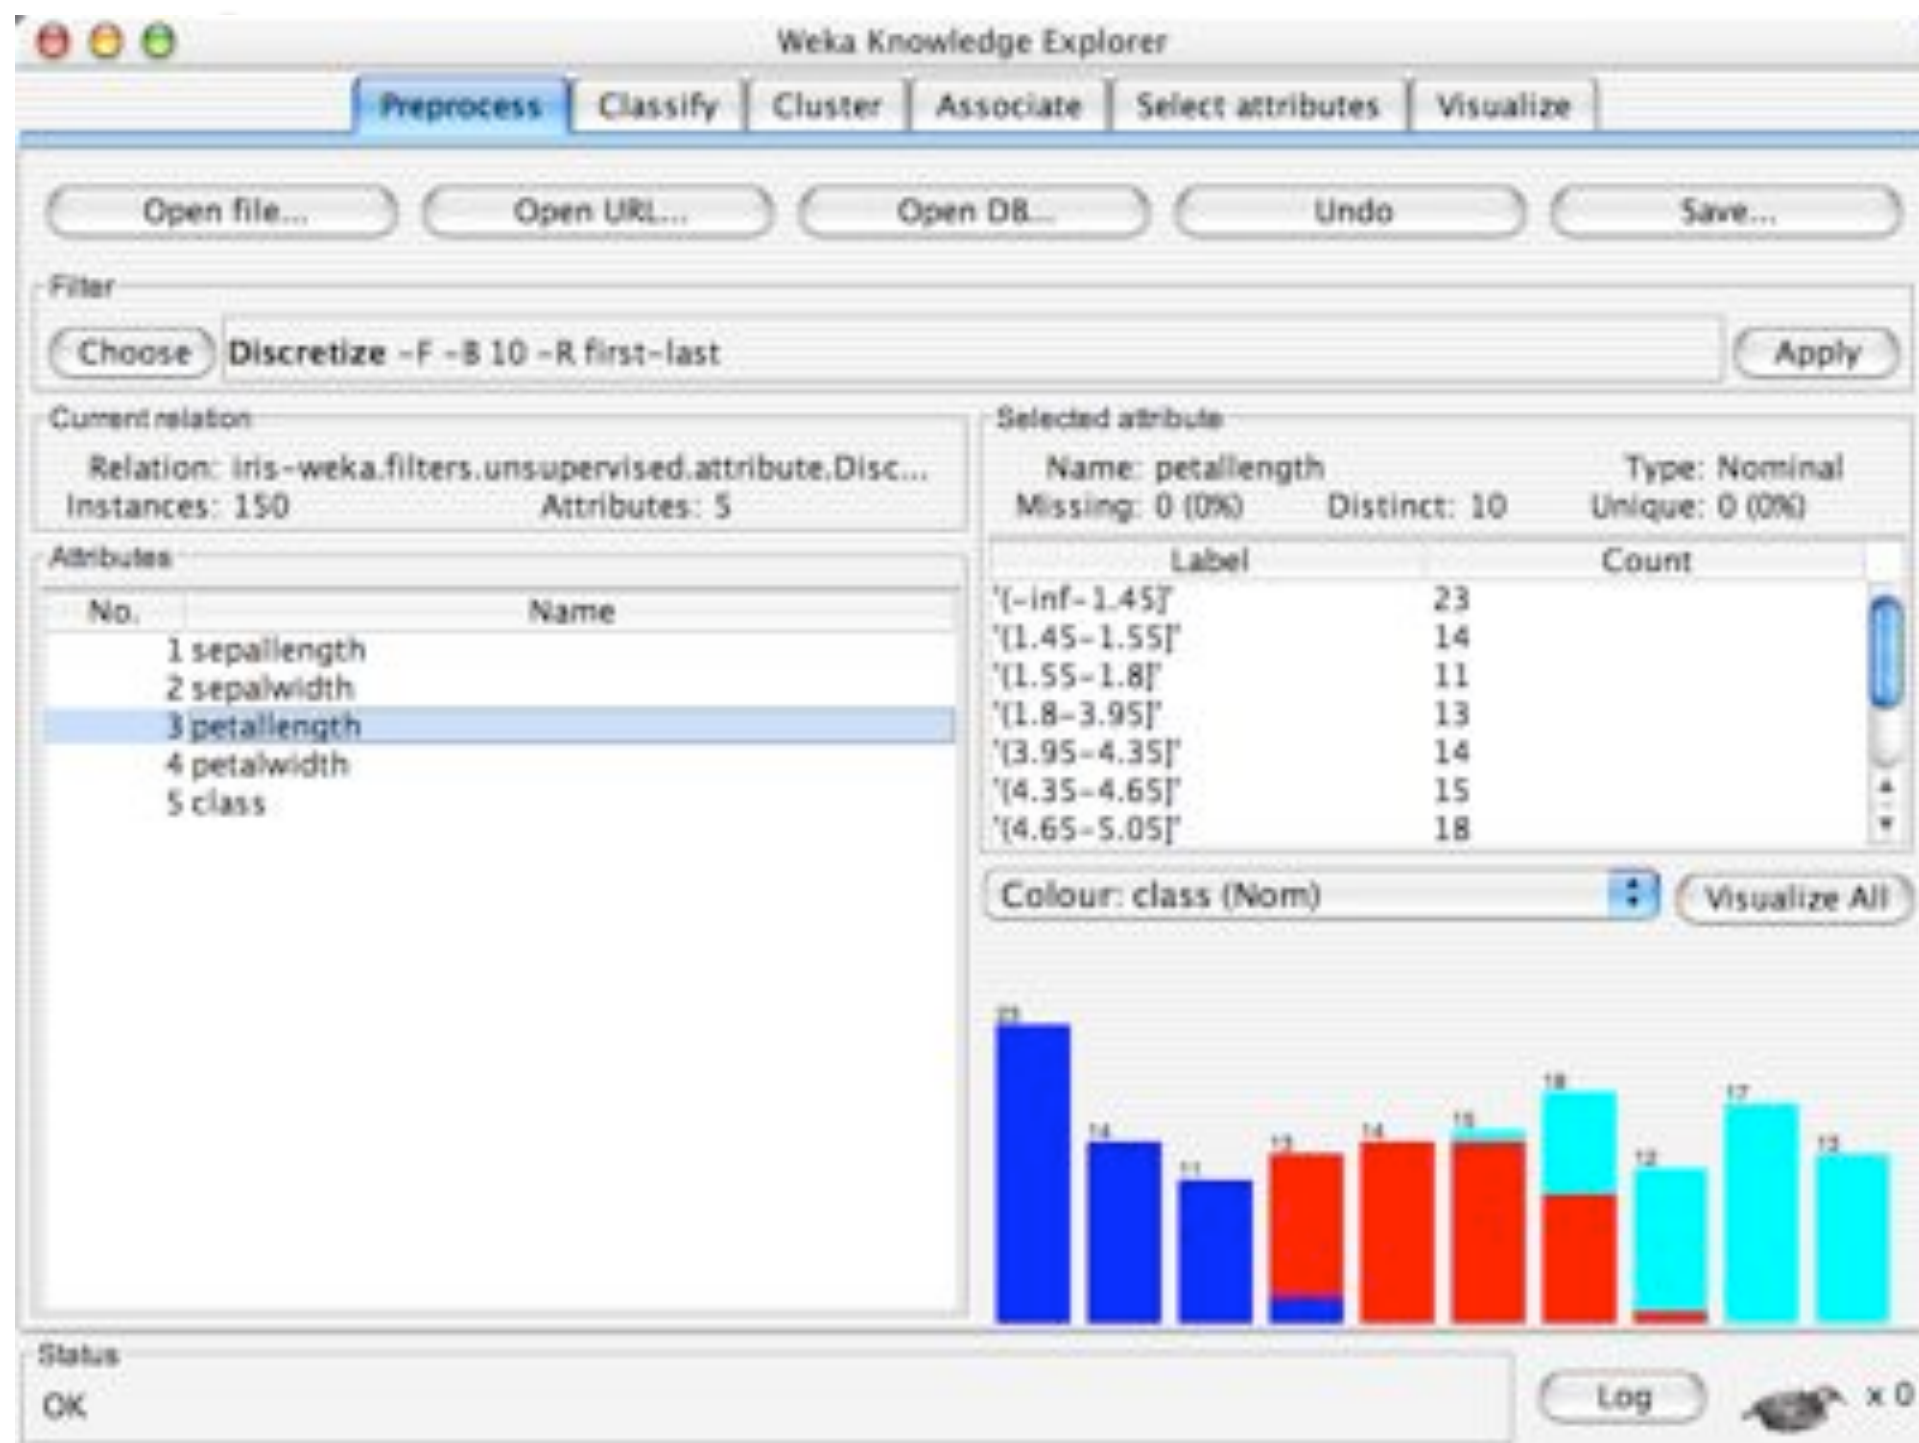 Weka Knowledge Explorer
Preprocess Classify Cluster Associate Select attributes Visualize
Open file... Open URL... Open DB... Undo Save...
Filter
Choose Discretize -F -B 10 -R first-last Apply
Current relation
Relation: iris-weka.filters.unsupervised.attribute.Disc...
Instances: 150 Attributes: 5
Attributes
No. Name
1 sepallength
2 sepalwidth
3 petallength
4 petalwidth
5 class
Selected attribute
Name: petallength Type: Nominal
Missing: 0 (0%) Distinct: 10 Unique: 0 (0%)
Label Count
'(-inf-1.45]' 23
'(1.45-1.55]' 14
'(1.55-1.8]' 11
'(1.8-3.95]' 13
'(3.95-4.35]' 14
'(4.35-4.65]' 15
'(4.65-5.05]' 18
Colour: class (Nom) Visualize All
23 14 11 13 14 15 18 12 17 13
Status
OK
Log x 0